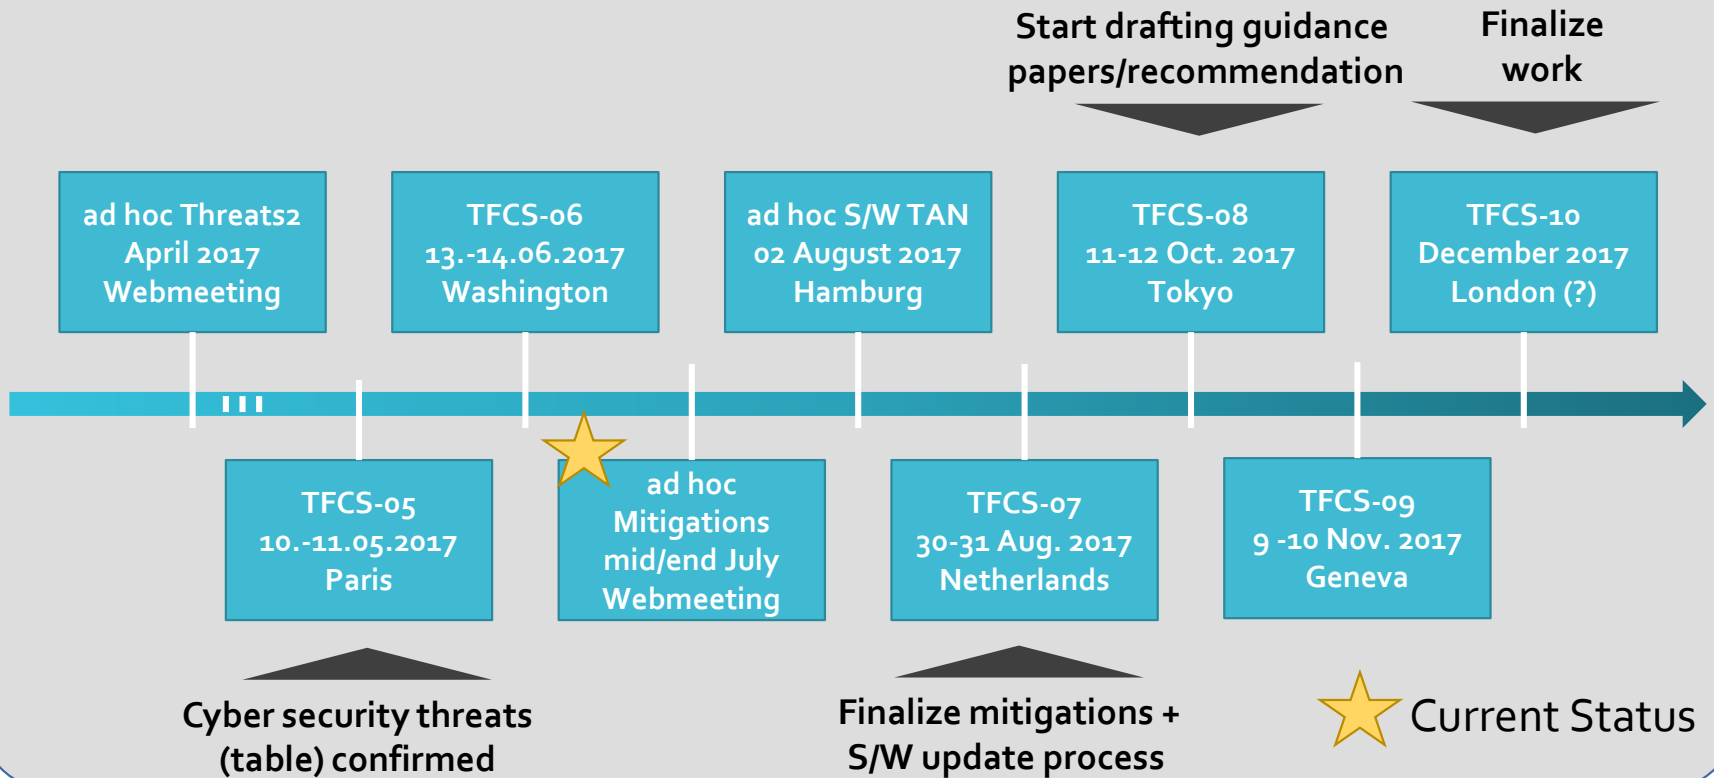 Start drafting guidance
papers/recommendation
Finalize
work
ad hoc Threats2
April 2017
Webmeeting
TFCS-06
13.-14.06.2017
Washington
ad hoc S/W TAN
02 August 2017
Hamburg
TFCS-08
11-12 Oct. 2017
Tokyo
TFCS-10
December 2017
London (?)
TFCS-05
10.-11.05.2017
Paris
ad hoc
Mitigations
mid/end July
Webmeeting
TFCS-07
30-31 Aug. 2017
Netherlands
TFCS-09
9 -10 Nov. 2017
Geneva
Cyber security threats
(table) confirmed
Finalize mitigations +
S/W update process
Current Status